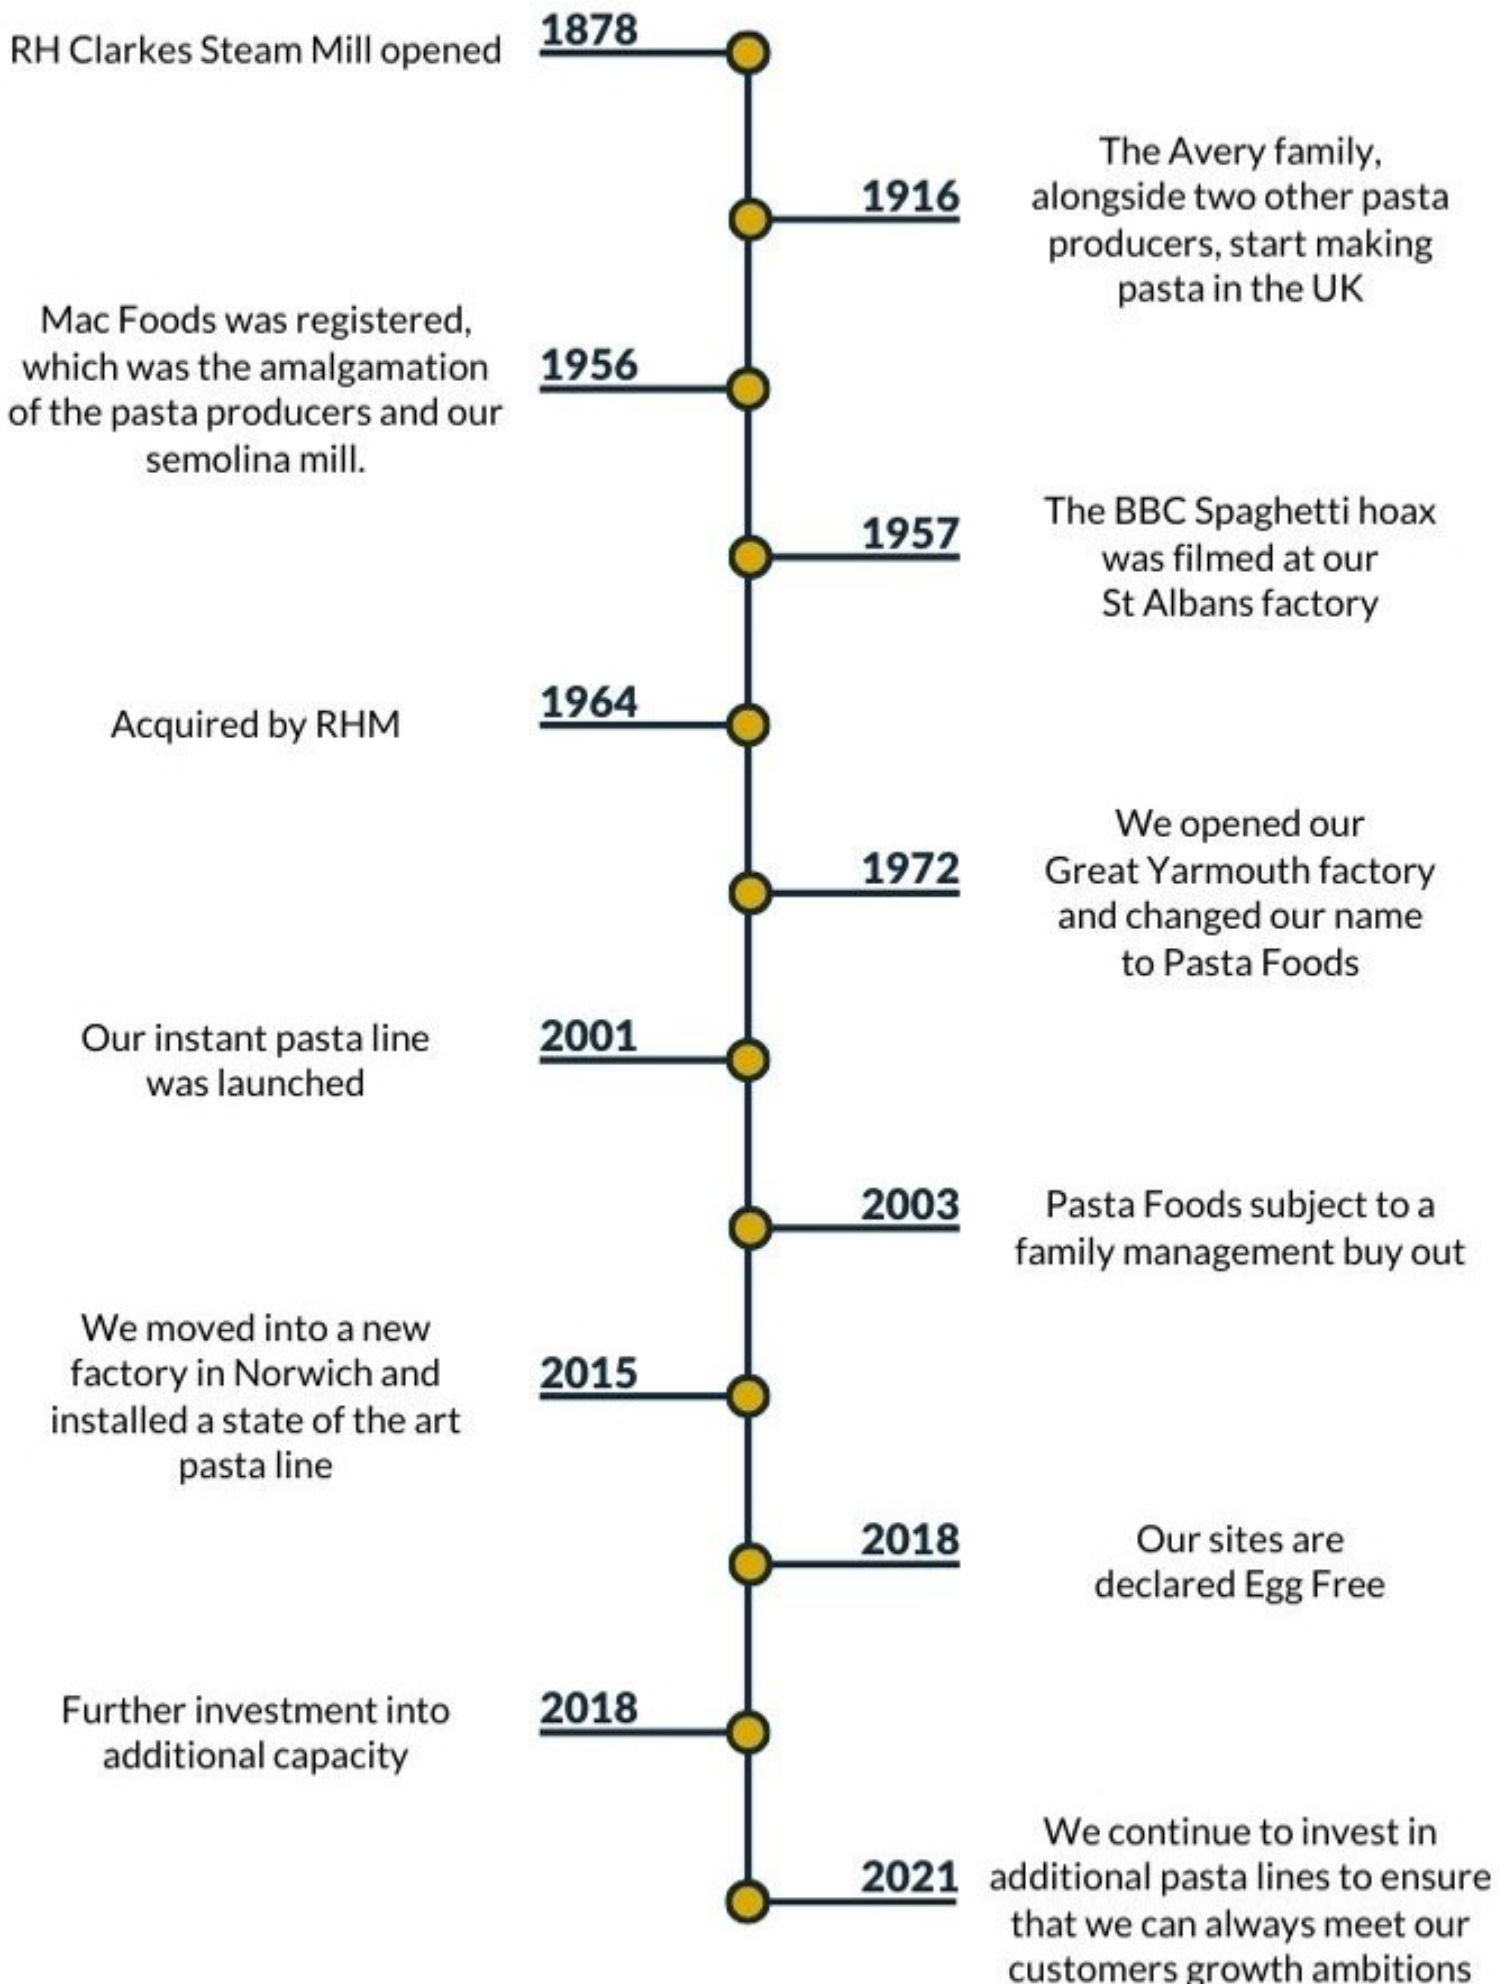 1878
RH Clarkes Steam Mill opened
1916
The Avery family,
alongside two other pasta
producers, start making
pasta in the UK
1956
Mac Foods was registered,
which was the amalgamation
of the pasta producers and our
semolina mill.
1957
The BBC Spaghetti hoax
was filmed at our
St Albans factory
1964
Acquired by RHM
1972
We opened our
Great Yarmouth factory
and changed our name
to Pasta Foods
2001
Our instant pasta line
was launched
2003
Pasta Foods subject to a
family management buy out
2015
We moved into a new
factory in Norwich and
installed a state of the art
pasta line
2018
Our sites are
declared Egg Free
2018
Further investment into
additional capacity
2021
We continue to invest in
additional pasta lines to ensure
that we can always meet our
customers growth ambitions